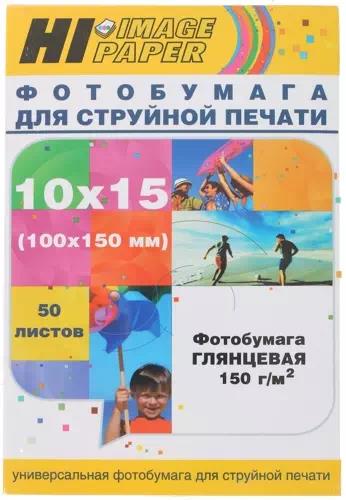 HI-IMAGE
PAPER
ФОТОБУМАГА
ДЛЯ СТРУЙНОЙ ПЕЧАТИ
10x15
(100x150 мм)
50
листов
Фотобумага
ГЛЯНЦЕВАЯ
150 г/м²
универсальная фотобумага для струйной печати